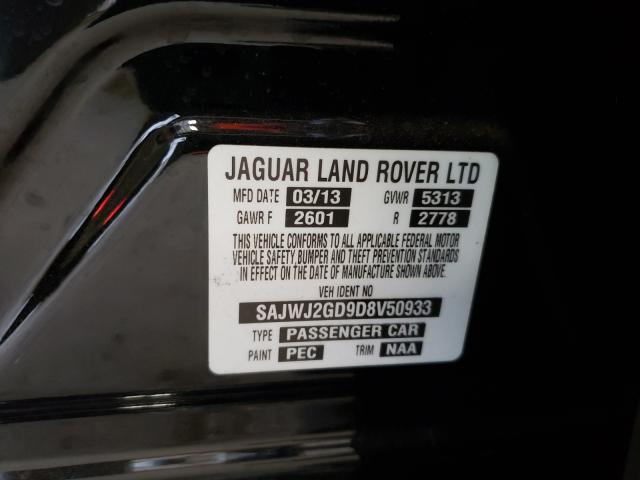 JAGUAR LAND ROVER LTD
MFD DATE 03/13 GVWR 5313
GAWR F 2601 R 2778
THIS VEHICLE CONFORMS TO ALL APPLICABLE FEDERAL MOTOR
VEHICLE SAFETY, BUMPER AND THEFT PREVENTION STANDARDS
IN EFFECT ON THE DATE OF MANUFACTURE SHOWN ABOVE.
VEH IDENT NO
SAJWJ2GD9D8V50933
TYPE PASSENGER CAR
PAINT PEC TRIM NAA